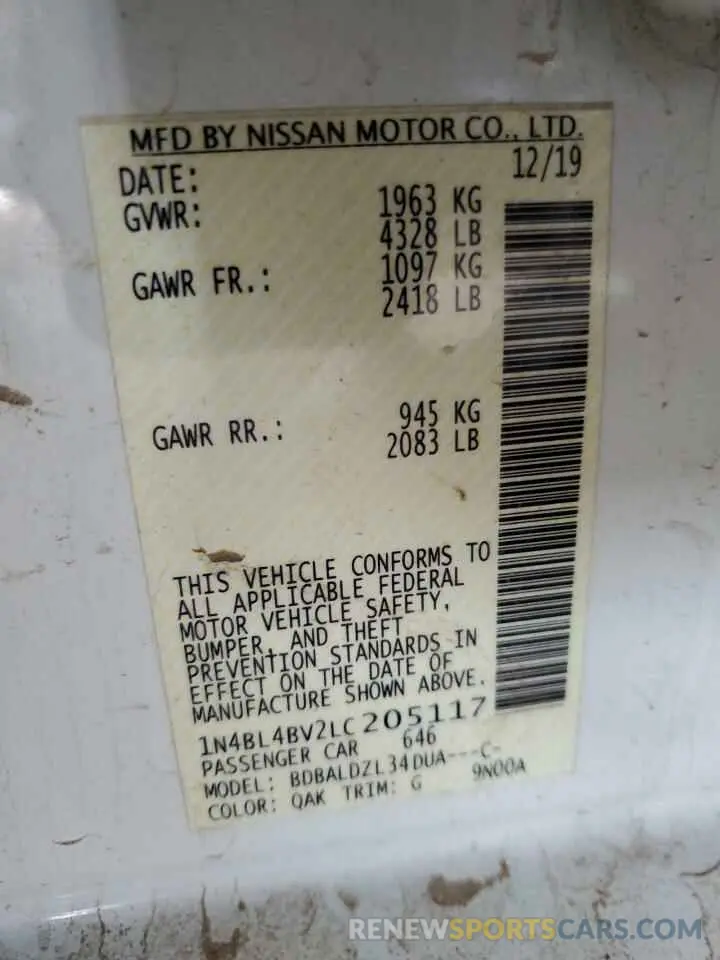 MFD BY NISSAN MOTOR CO., LTD.
DATE: 12/19
GVWR: 1963 KG
4328 LB
GAWR FR.: 1097 KG
2418 LB
GAWR RR.: 945 KG
2083 LB
THIS VEHICLE CONFORMS TO
ALL APPLICABLE FEDERAL
MOTOR VEHICLE SAFETY,
BUMPER, AND THEFT
PREVENTION STANDARDS IN
EFFECT ON THE DATE OF
MANUFACTURE SHOWN ABOVE.
1N4BL4BV2LC205117
PASSENGER CAR 646
MODEL: BDBALDZL34DUA---C-
COLOR: QAK TRIM: G 9N00A
RENEWSPORTSCARS.COM